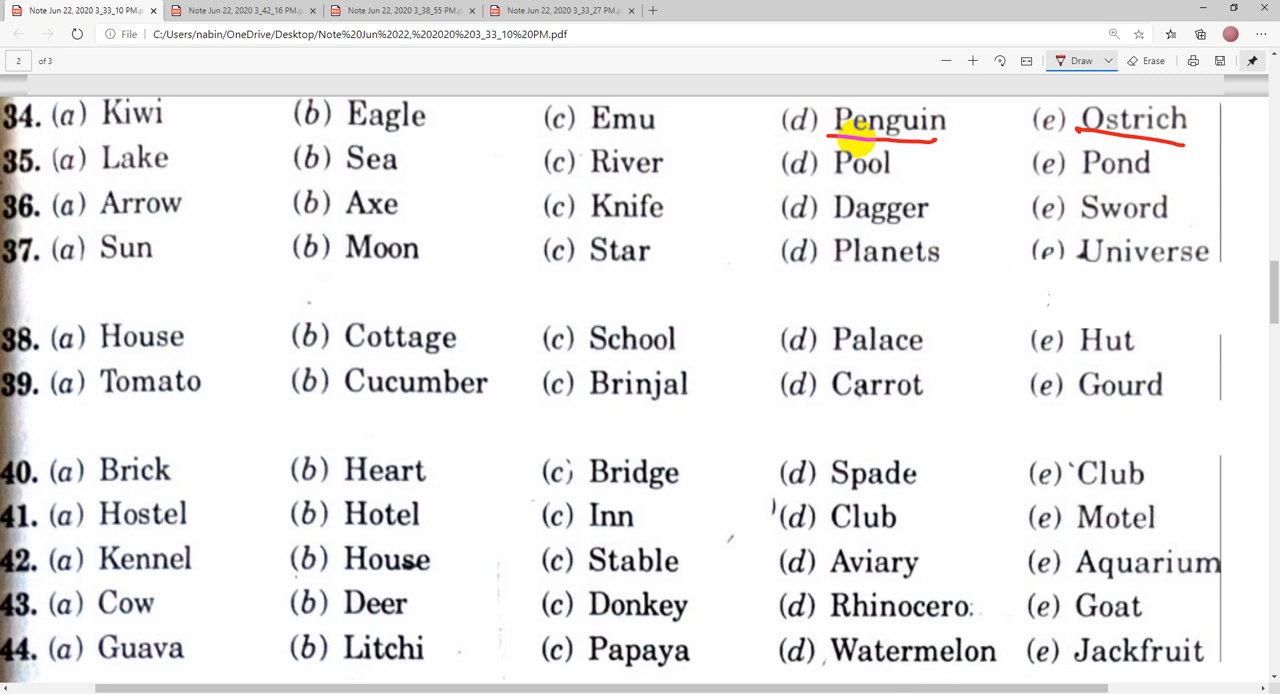 Note Jun 22, 2020 3_33_10 PM.p Note Jun 22, 2020 3_42_16 PM.p Note Jun 22, 2020 3_38_55 PM.p Note Jun 22, 2020 3_33_27 PM.p
File C:/Users/nabin/OneDrive/Desktop/Note%20Jun%2022,%202020%203_33_10%20PM.pdf
2 of 3 Draw Erase
34. (a) Kiwi (b) Eagle (c) Emu (d) Penguin (e) Ostrich
35. (a) Lake (b) Sea (c) River (d) Pool (e) Pond
36. (a) Arrow (b) Axe (c) Knife (d) Dagger (e) Sword
37. (a) Sun (b) Moon (c) Star (d) Planets (e) Universe
38. (a) House (b) Cottage (c) School (d) Palace (e) Hut
39. (a) Tomato (b) Cucumber (c) Brinjal (d) Carrot (e) Gourd
40. (a) Brick (b) Heart (c) Bridge (d) Spade (e) Club
41. (a) Hostel (b) Hotel (c) Inn (d) Club (e) Motel
42. (a) Kennel (b) House (c) Stable (d) Aviary (e) Aquarium
43. (a) Cow (b) Deer (c) Donkey (d) Rhinocero (e) Goat
44. (a) Guava (b) Litchi (c) Papaya (d) Watermelon (e) Jackfruit